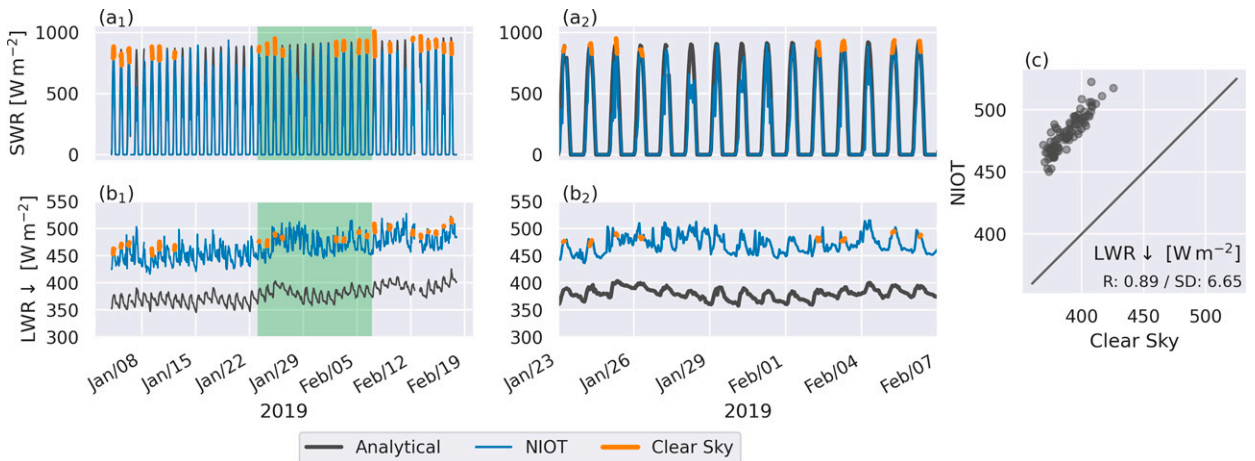 (a1) (a2)
SWR [W m−2]
1000
500
0
1000
500
0
(c)
NIOT
500
450
400
LWR ↓ [W m−2]
R: 0.89 / SD: 6.65
400 450 500
Clear Sky
(b1) (b2)
LWR ↓ [W m−2]
550
500
450
400
350
300
550
500
450
400
350
300
Jan/08 Jan/15 Jan/22 Jan/29 Feb/05 Feb/12 Feb/19
2019
Jan/23 Jan/26 Jan/29 Feb/01 Feb/04 Feb/07
2019
Analytical NIOT Clear Sky